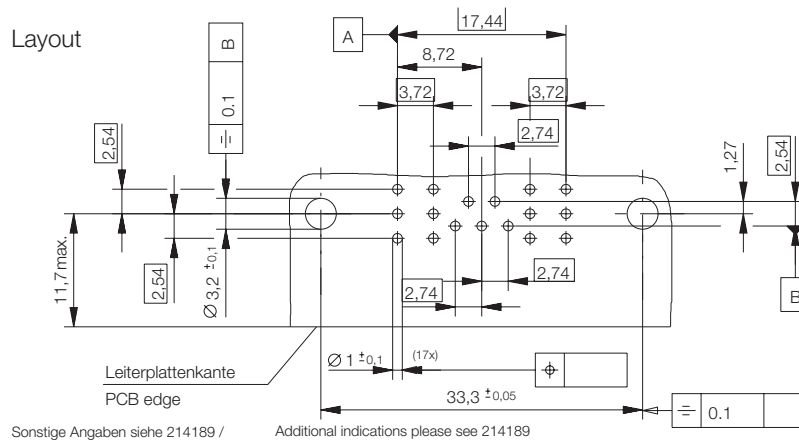 Layout
A
17,44
8,72
3,72
3,72
2,74
B
0.1
2,54
1,27
2,54
11,7max.
2,54
Ø 3,2 ±0,1
2,74
2,74
B
Ø 1 ±0,1 (17x)
33,3 ±0,05
0.1
Leiterplattenkante
PCB edge
Sonstige Angaben siehe 214189 /
Additional indications please see 214189